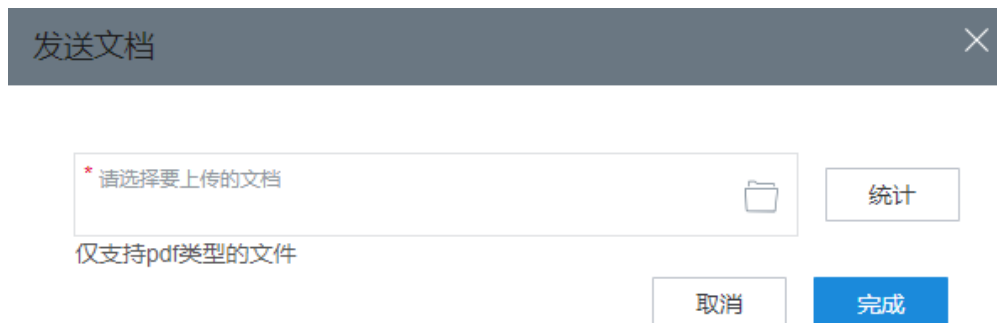 发送文档
* 请选择要上传的文档
统计
仅支持pdf类型的文件
取消
完成